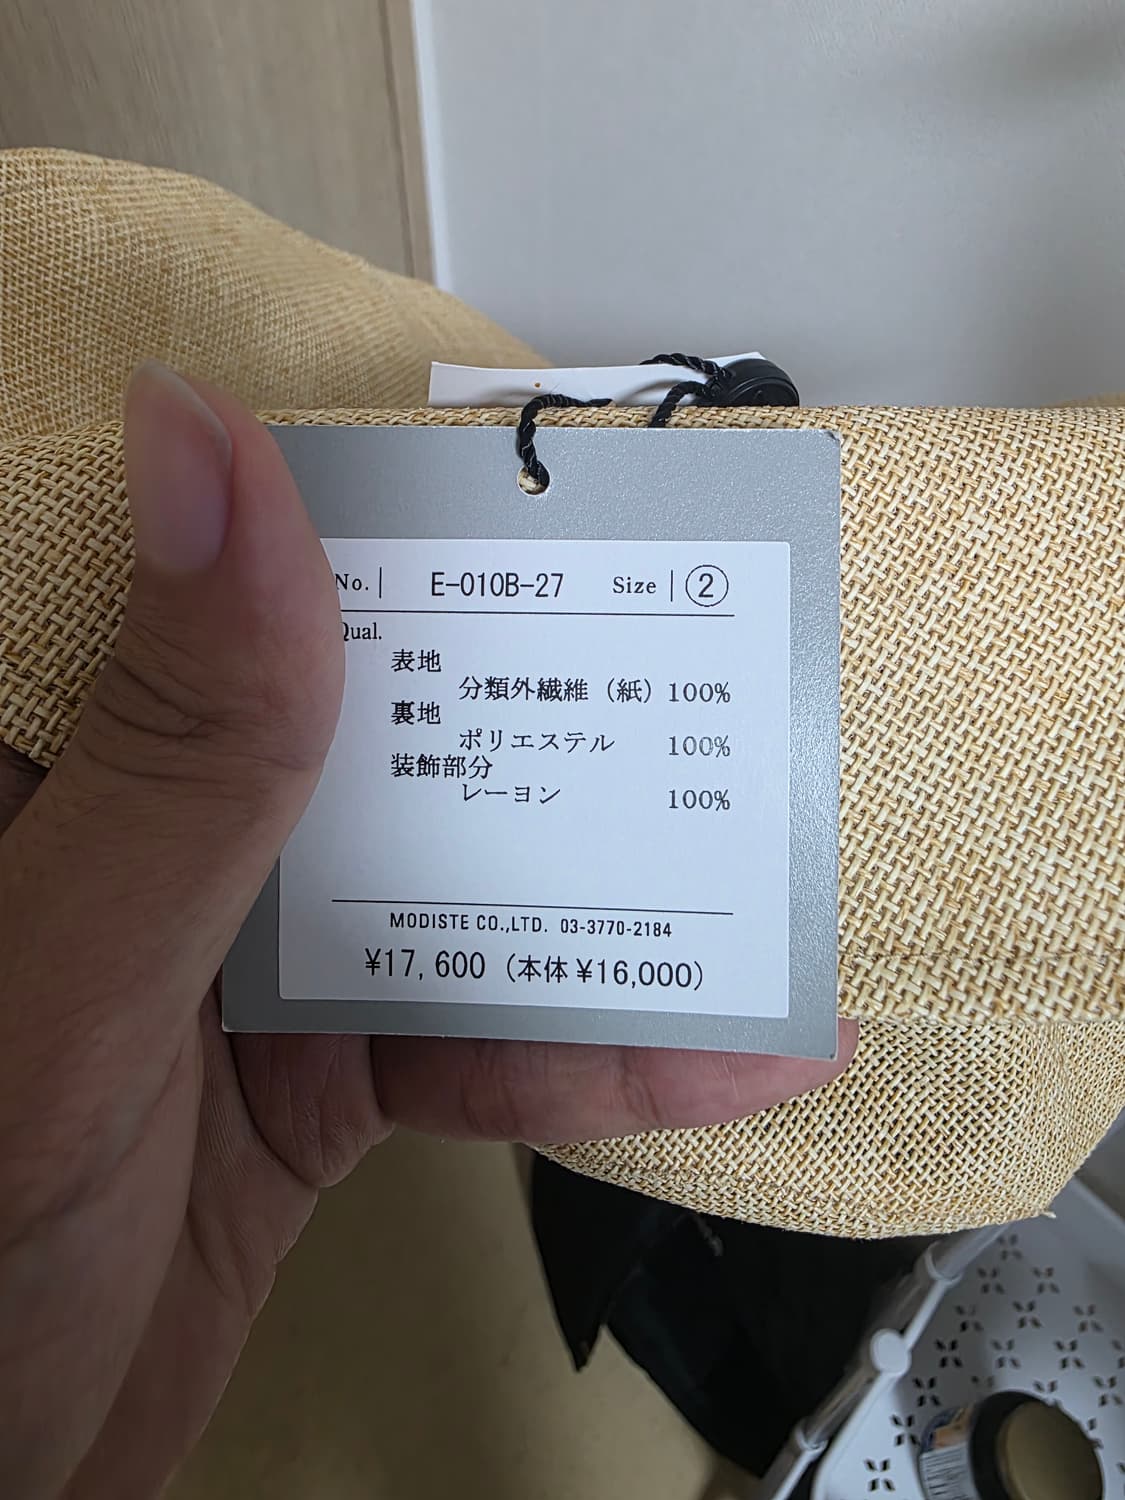 No. E-010B-27 Size ②
Qual.
表地
分類外繊維（紙）100%
裏地
ポリエステル 100%
装飾部分
レーヨン 100%
MODISTE CO.,LTD. 03-3770-2184
¥17,600（本体¥16,000）